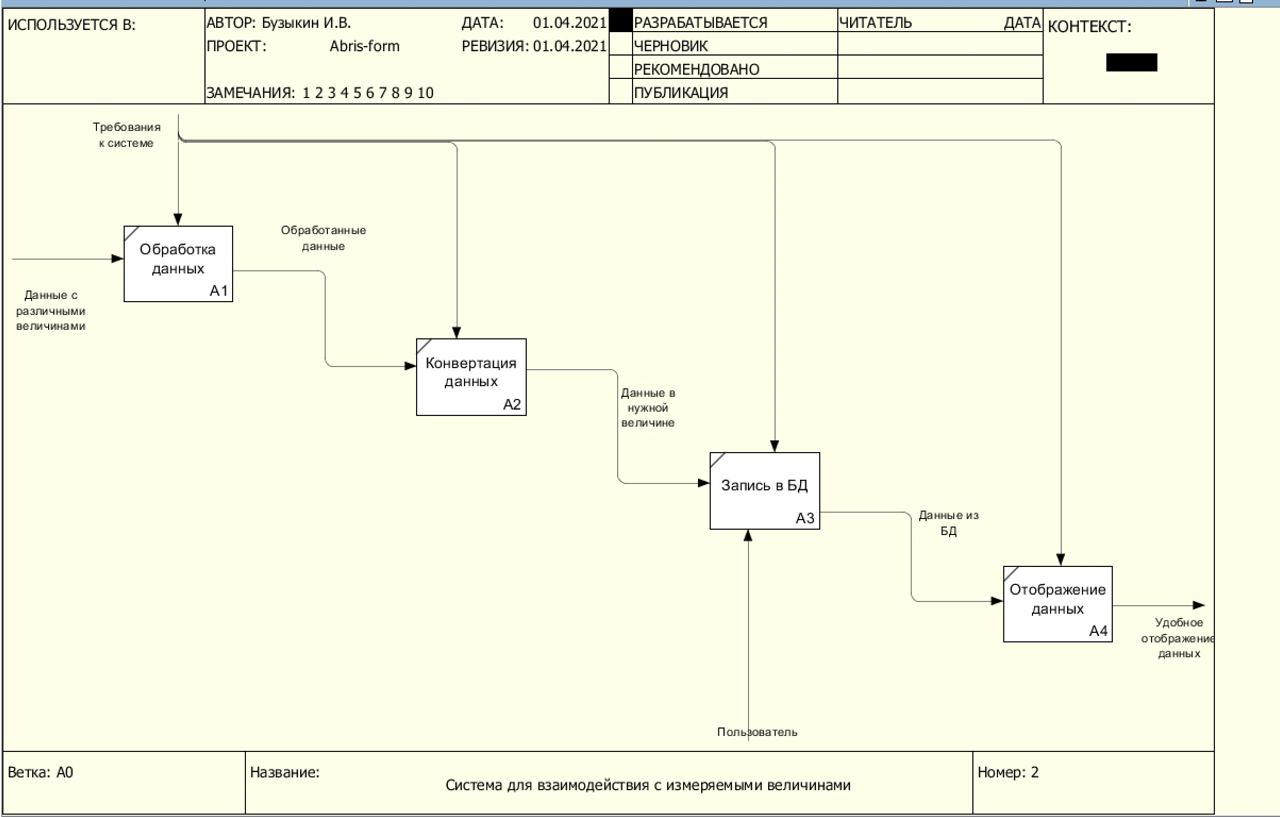 ИСПОЛЬЗУЕТСЯ В:
АВТОР: Бузыкин И.В.
ДАТА: 01.04.2021
ПРОЕКТ: Abris-form
РЕВИЗИЯ: 01.04.2021
ЗАМЕЧАНИЯ: 1 2 3 4 5 6 7 8 9 10
РАЗРАБАТЫВАЕТСЯ
ЧЕРНОВИК
РЕКОМЕНДОВАНО
ПУБЛИКАЦИЯ
ЧИТАТЕЛЬ
ДАТА
КОНТЕКСТ:
Требования
к системе
Обработка
данных
A1
Данные с
различными
величинами
Обработанные
данные
Конвертация
данных
A2
Данные в
нужной
величине
Запись в БД
A3
Данные из
БД
Отображение
данных
A4
Удобное
отображение
данных
Пользователь
Ветка: A0
Название:
Система для взаимодействия с измеряемыми величинами
Номер: 2